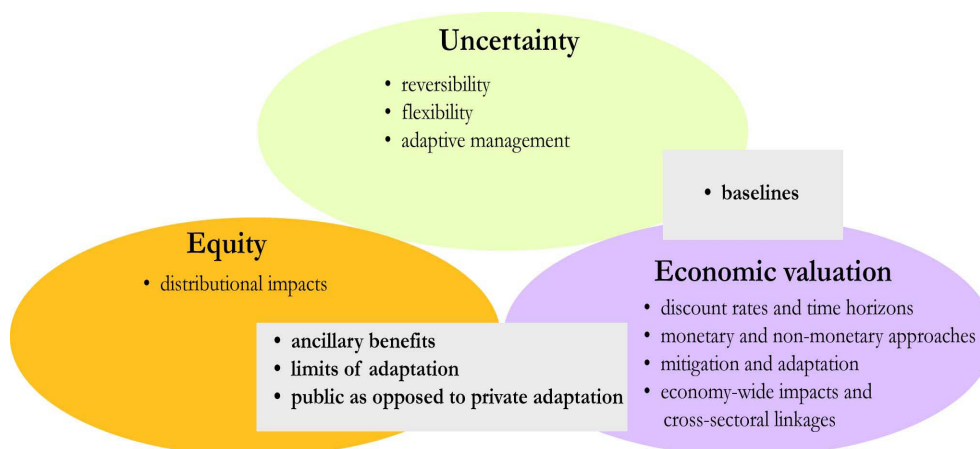 Uncertainty
• reversibility
• flexibility
• adaptive management
• baselines
Equity
• distributional impacts
Economic valuation
• discount rates and time horizons
• monetary and non-monetary approaches
• mitigation and adaptation
• economy-wide impacts and
cross-sectoral linkages
• ancillary benefits
• limits of adaptation
• public as opposed to private adaptation